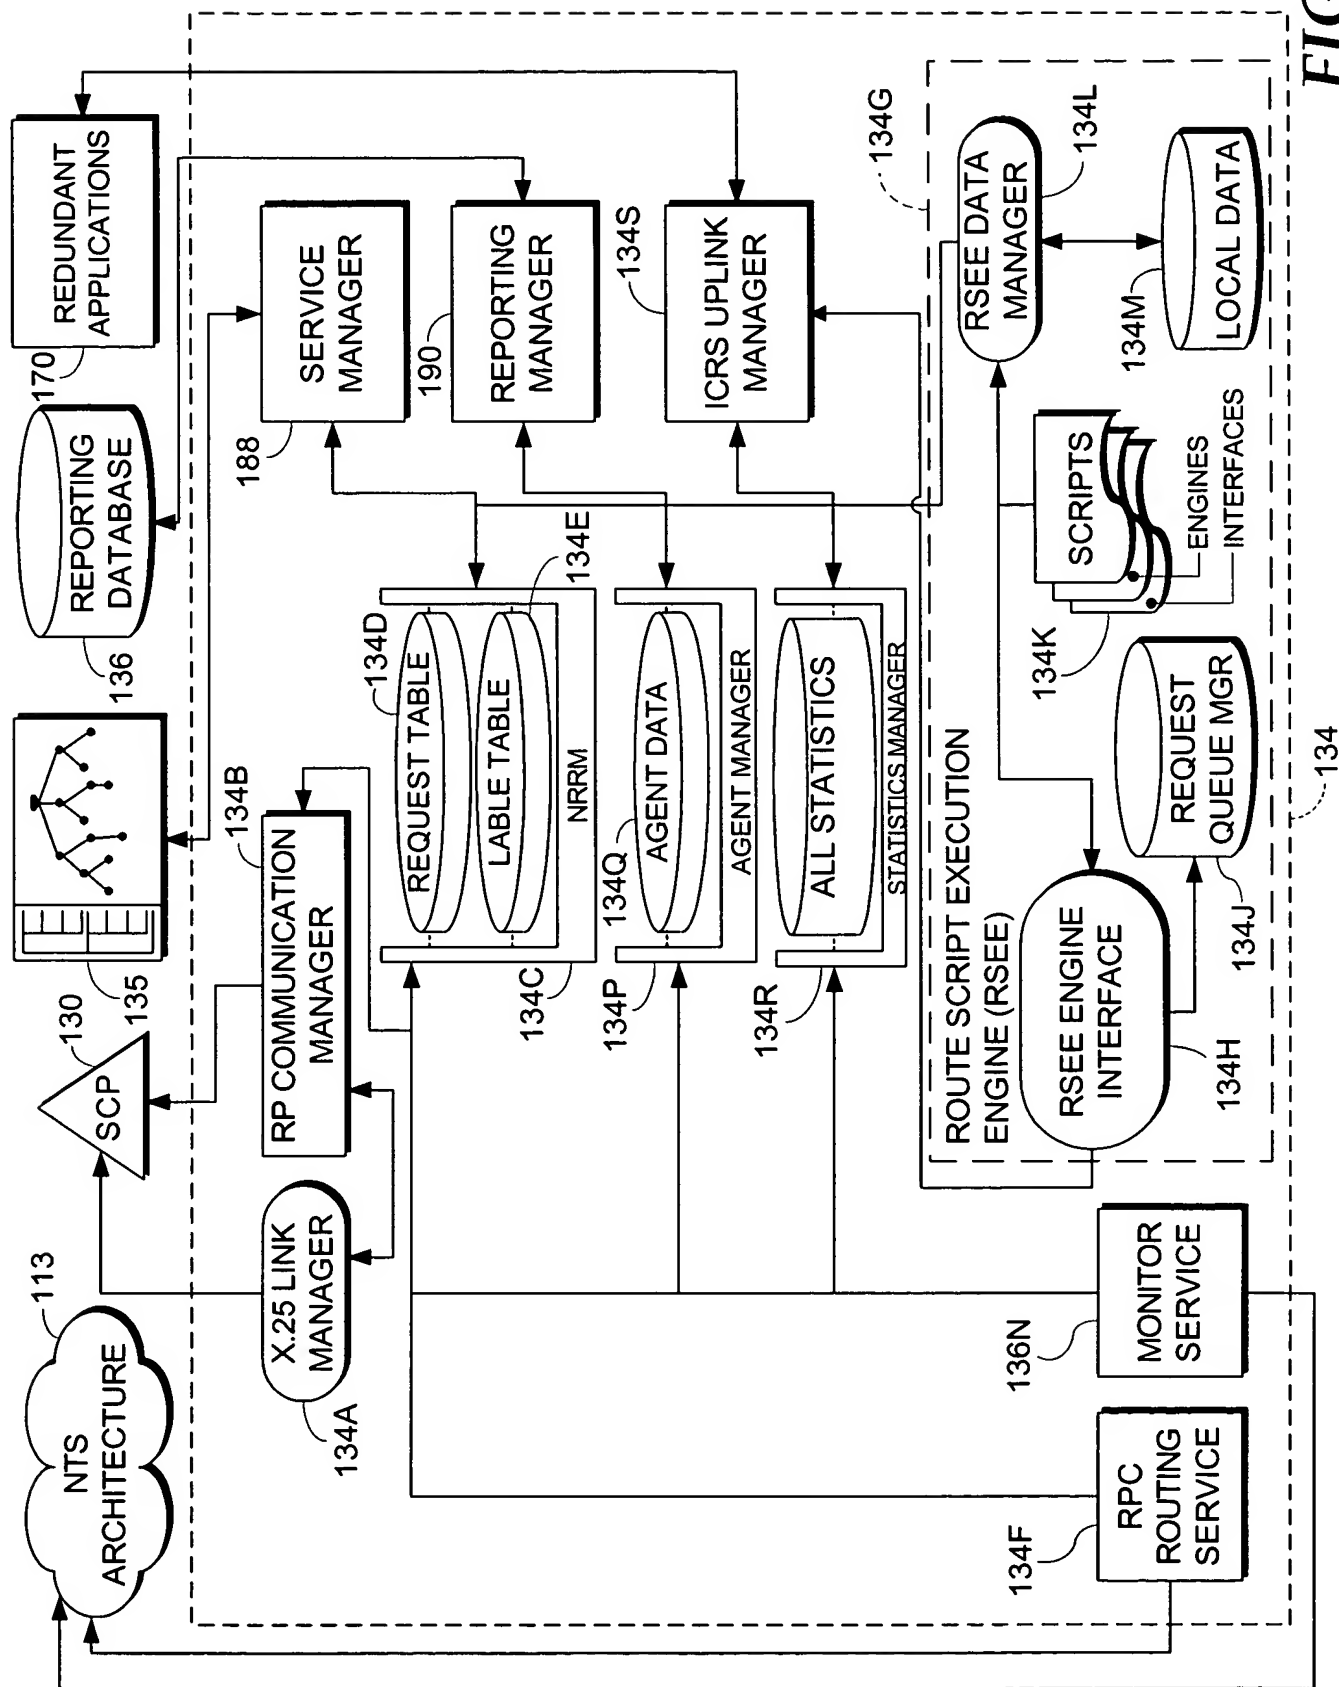 NTS
ARCHITECTURE
113
SCP
130
135
REPORTING
DATABASE
136
REDUNDANT
APPLICATIONS
170
X.25 LINK
MANAGER
134A
RP COMMUNICATION
MANAGER
134B
SERVICE
MANAGER
188
REQUEST TABLE
134D
LABLE TABLE
134E
NRRM
134C
REPORTING
MANAGER
190
AGENT DATA
134Q
AGENT MANAGER
134P
ICRS UPLINK
MANAGER
134S
ALL STATISTICS
STATISTICS MANAGER
134R
134G
ROUTE SCRIPT EXECUTION
ENGINE (RSEE)
RSEE ENGINE
INTERFACE
134H
REQUEST
QUEUE MGR
134J
SCRIPTS
ENGINES
INTERFACES
134K
RSEE DATA
MANAGER
134L
LOCAL DATA
134M
RPC
ROUTING
SERVICE
134F
MONITOR
SERVICE
136N
134